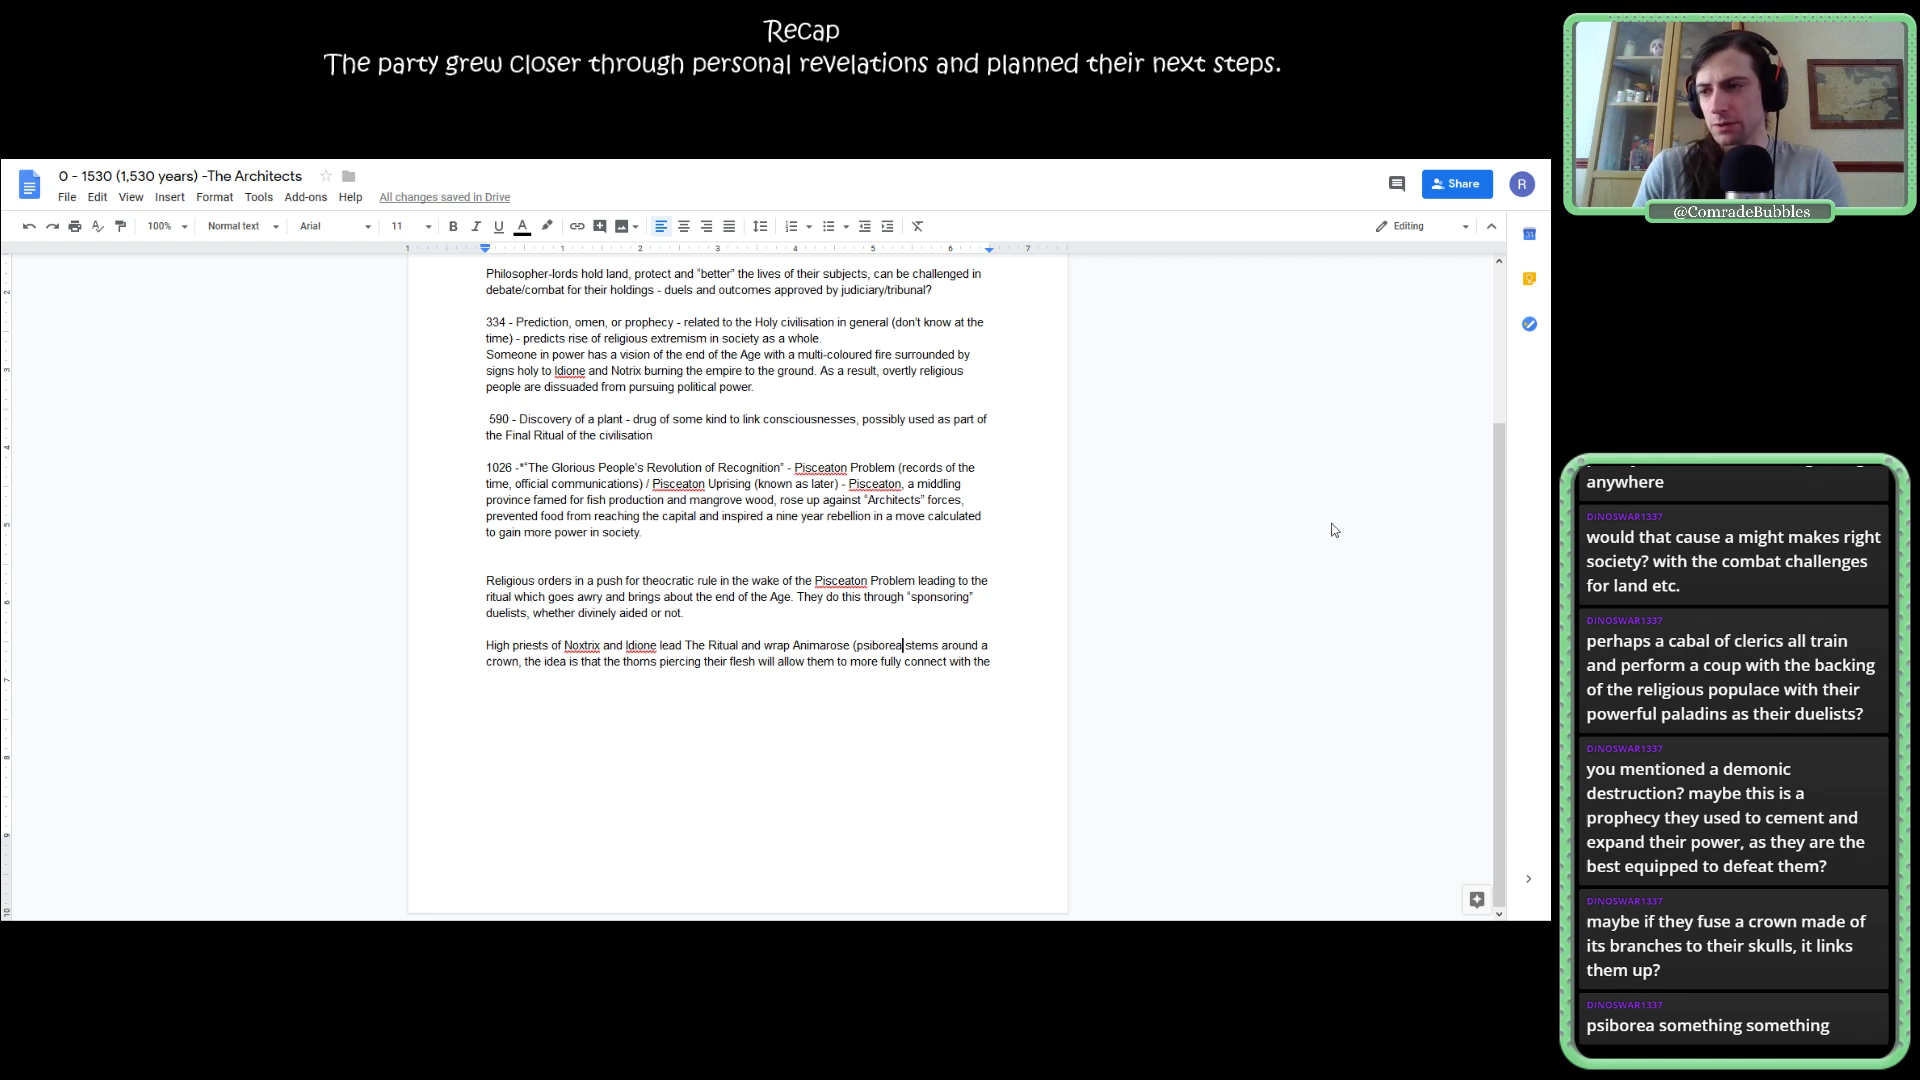 Recap
The party grew closer through personal revelations and planned their next steps.
0 - 1530 (1,530 years) -The Architects
File Edit View Insert Format Tools Add-ons Help All changes saved in Drive
Share
R
100% Normal text Arial 11 B I U A Editing
1 1 2 3 4 5 6 7
Philosopher-lords hold land, protect and "better" the lives of their subjects, can be challenged in
debate/combat for their holdings - duels and outcomes approved by judiciary/tribunal?
334 - Prediction, omen, or prophecy - related to the Holy civilisation in general (don't know at the
time) - predicts rise of religious extremism in society as a whole.
Someone in power has a vision of the end of the Age with a multi-coloured fire surrounded by
signs holy to Idione and Notrix burning the empire to the ground. As a result, overtly religious
people are dissuaded from pursuing political power.
590 - Discovery of a plant - drug of some kind to link consciousnesses, possibly used as part of
the Final Ritual of the civilisation
1026 -*"The Glorious People's Revolution of Recognition" - Pisceaton Problem (records of the
time, official communications) / Pisceaton Uprising (known as later) - Pisceaton, a middling
province famed for fish production and mangrove wood, rose up against "Architects" forces,
prevented food from reaching the capital and inspired a nine year rebellion in a move calculated
to gain more power in society.
Religious orders in a push for theocratic rule in the wake of the Pisceaton Problem leading to the
ritual which goes awry and brings about the end of the Age. They do this through "sponsoring"
duelists, whether divinely aided or not.
High priests of Noxtrix and Idione lead The Ritual and wrap Animarose (psiborea stems around a
crown, the idea is that the thorns piercing their flesh will allow them to more fully connect with the
2
3
4
5
6
7
8
9
10
31
@ComradeBubbles
anywhere
DINOSWAR1337
would that cause a might makes right
society? with the combat challenges
for land etc.
DINOSWAR1337
perhaps a cabal of clerics all train
and perform a coup with the backing
of the religious populace with their
powerful paladins as their duelists?
DINOSWAR1337
you mentioned a demonic
destruction? maybe this is a
prophecy they used to cement and
expand their power, as they are the
best equipped to defeat them?
DINOSWAR1337
maybe if they fuse a crown made of
its branches to their skulls, it links
them up?
DINOSWAR1337
psiborea something something